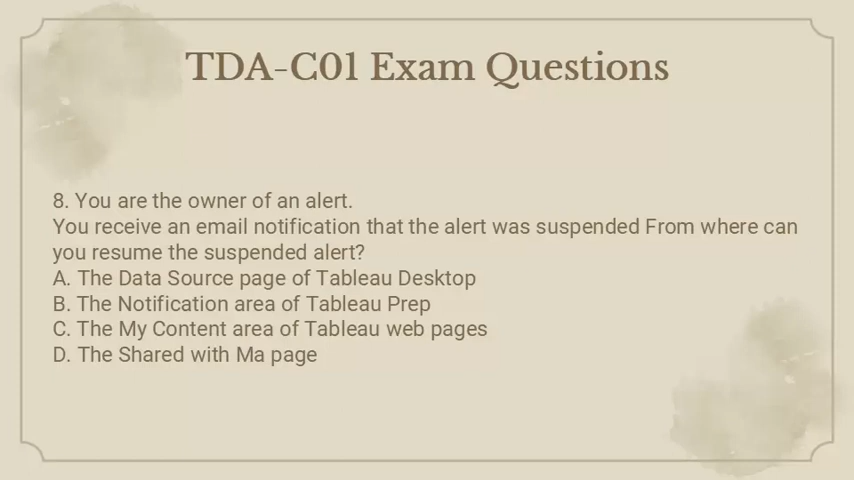 TDA-C01 Exam Questions
8. You are the owner of an alert.
You receive an email notification that the alert was suspended From where can
you resume the suspended alert?
A. The Data Source page of Tableau Desktop
B. The Notification area of Tableau Prep
C. The My Content area of Tableau web pages
D. The Shared with Ma page